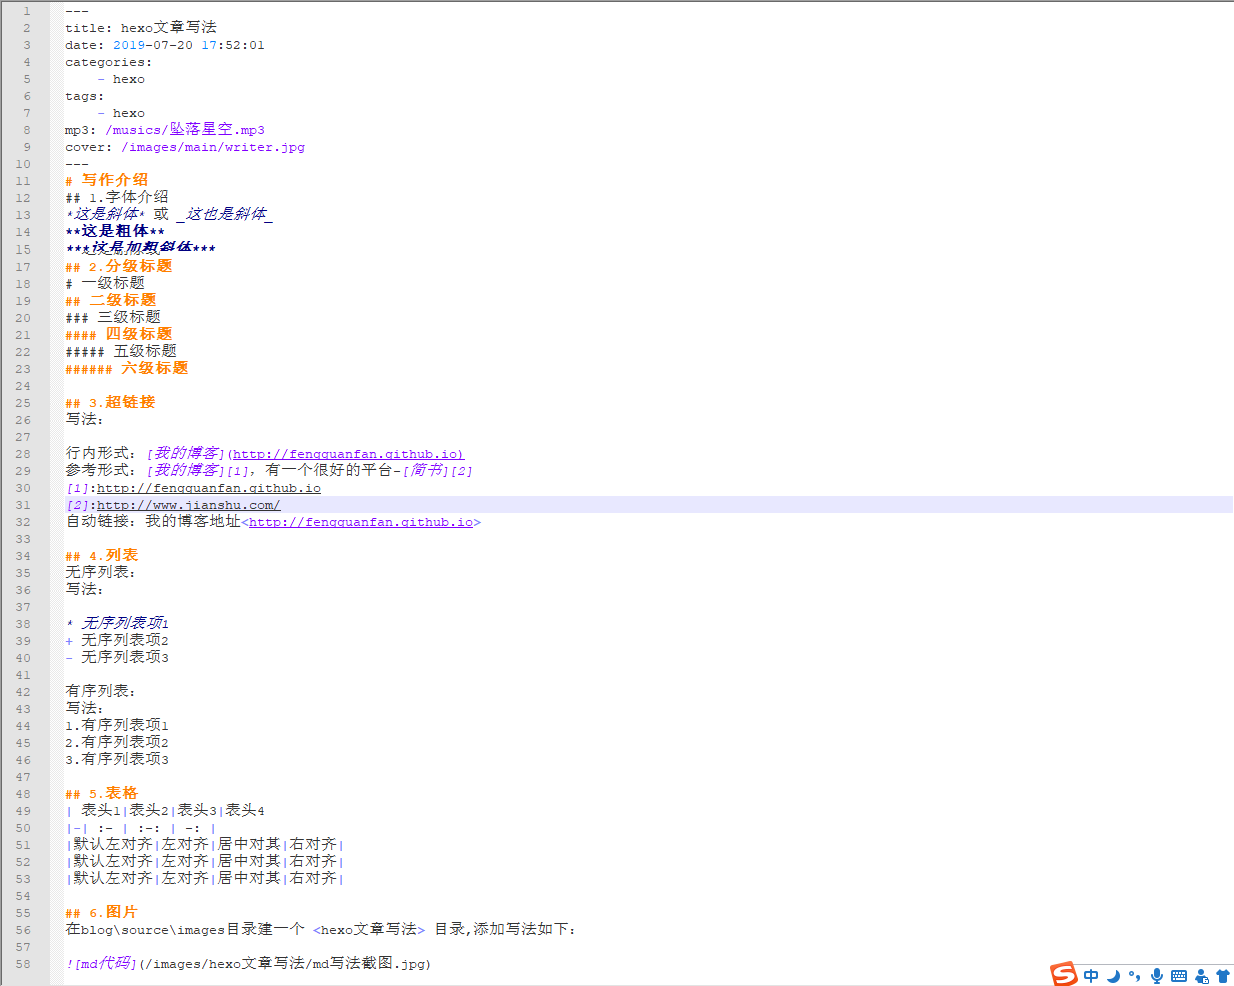 1 ---
2 title: hexo文章写法
3 date: 2019-07-20 17:52:01
4 categories:
5     - hexo
6 tags:
7     - hexo
8 mp3: /musics/坠落星空.mp3
9 cover: /images/main/writer.jpg
10 ---
11 # 写作介绍
12 ## 1.字体介绍
13 *这是斜体* 或 _这也是斜体_
14 **这是粗体**
15 ***这是加粗斜体***
17 ## 2.分级标题
18 # 一级标题
19 ## 二级标题
20 ### 三级标题
21 #### 四级标题
22 ##### 五级标题
23 ###### 六级标题
24
25 ## 3.超链接
26 写法：
27
28 行内形式：[我的博客](http://fengquanfan.github.io)
29 参考形式：[我的博客][1]，有一个很好的平台-[简书][2]
30 [1]:http://fengquanfan.github.io
31 [2]:http://www.jianshu.com/
32 自动链接：我的博客地址<http://fengquanfan.github.io>
33
34 ## 4.列表
35 无序列表：
36 写法：
37
38 * 无序列表项1
39 + 无序列表项2
40 - 无序列表项3
41
42 有序列表：
43 写法：
44 1.有序列表项1
45 2.有序列表项2
46 3.有序列表项3
47
48 ## 5.表格
49 | 表头1|表头2|表头3|表头4
50 |-| :- | :-: | -: |
51 |默认左对齐|左对齐|居中对其|右对齐|
52 |默认左对齐|左对齐|居中对其|右对齐|
53 |默认左对齐|左对齐|居中对其|右对齐|
54
55 ## 6.图片
56 在blog\source\images目录建一个 <hexo文章写法> 目录,添加写法如下：
57
58 ![md代码](/images/hexo文章写法/md写法截图.jpg)
S 中